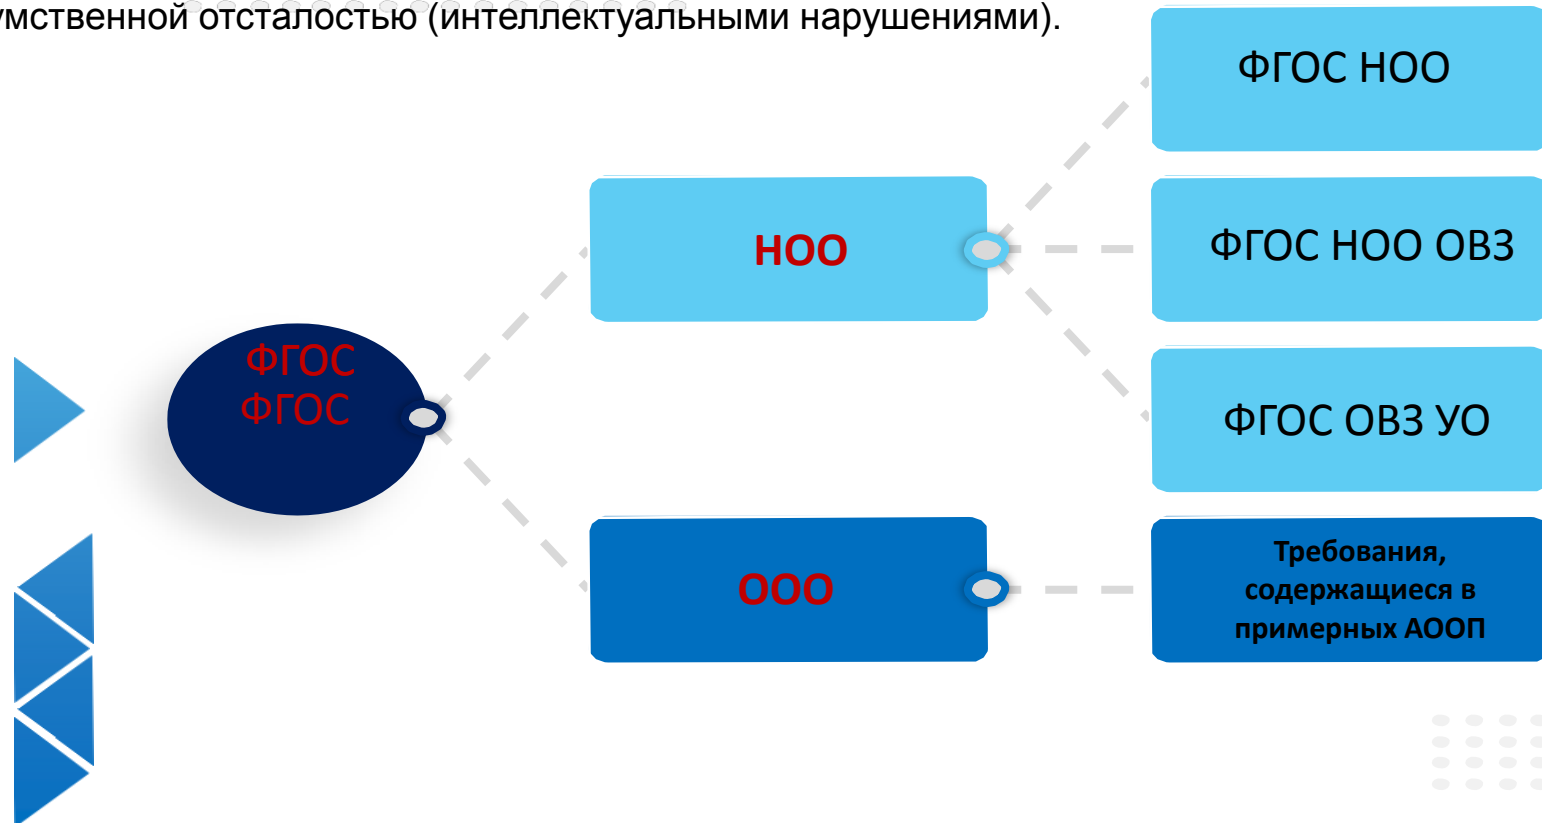 умственной отсталостью (интеллектуальными нарушениями).
ФГОС НОО
НОО
ФГОС НОО ОВЗ
ФГОС
ФГОС
ФГОС ОВЗ УО
ООО
Требования,
содержащиеся в
примерных АООП